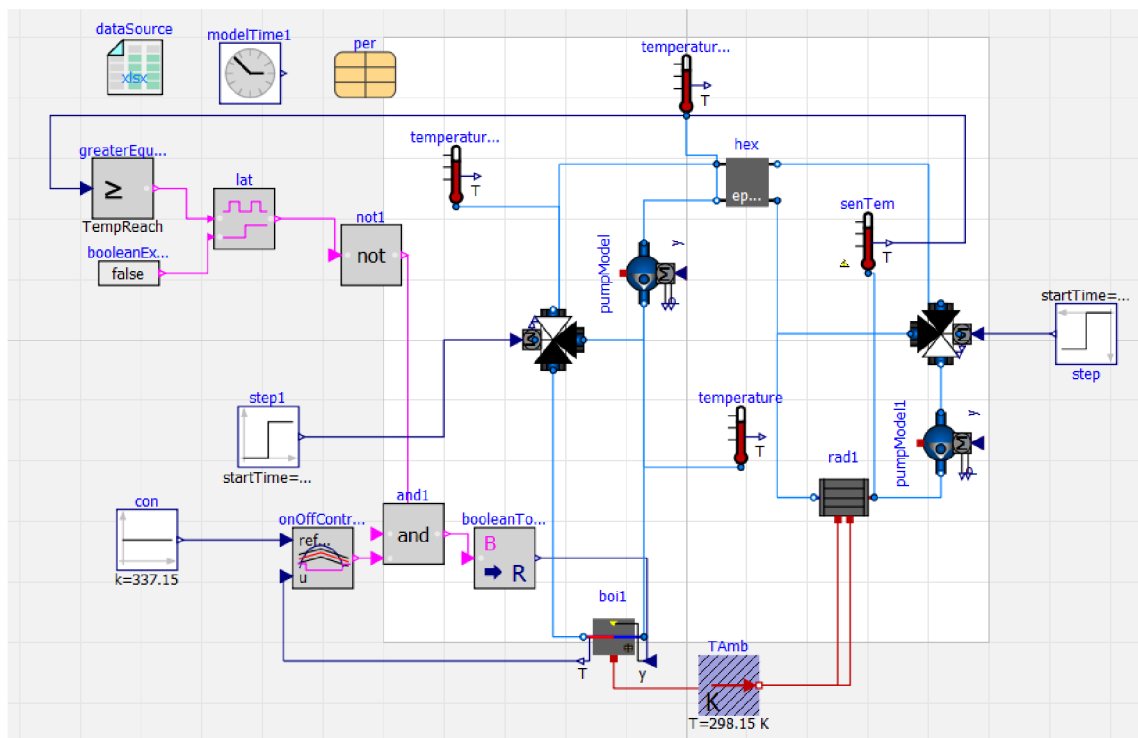 dataSource
xlsx
modelTime1
per
temperatur...
T
temperatur...
T
hex
ep...
greaterEqu...
≥
TempReach
lat
not1
not
booleanEx...
false
senTem
T
pumpModel
y
M
startTime=...
step
step1
startTime=...
temperature
T
pumpModel1
y
M
rad1
con
k=337.15
onOffContr...
ref...
u
and1
and
booleanTo...
B
R
boi1
T
y
TAmb
K
T=298.15 K